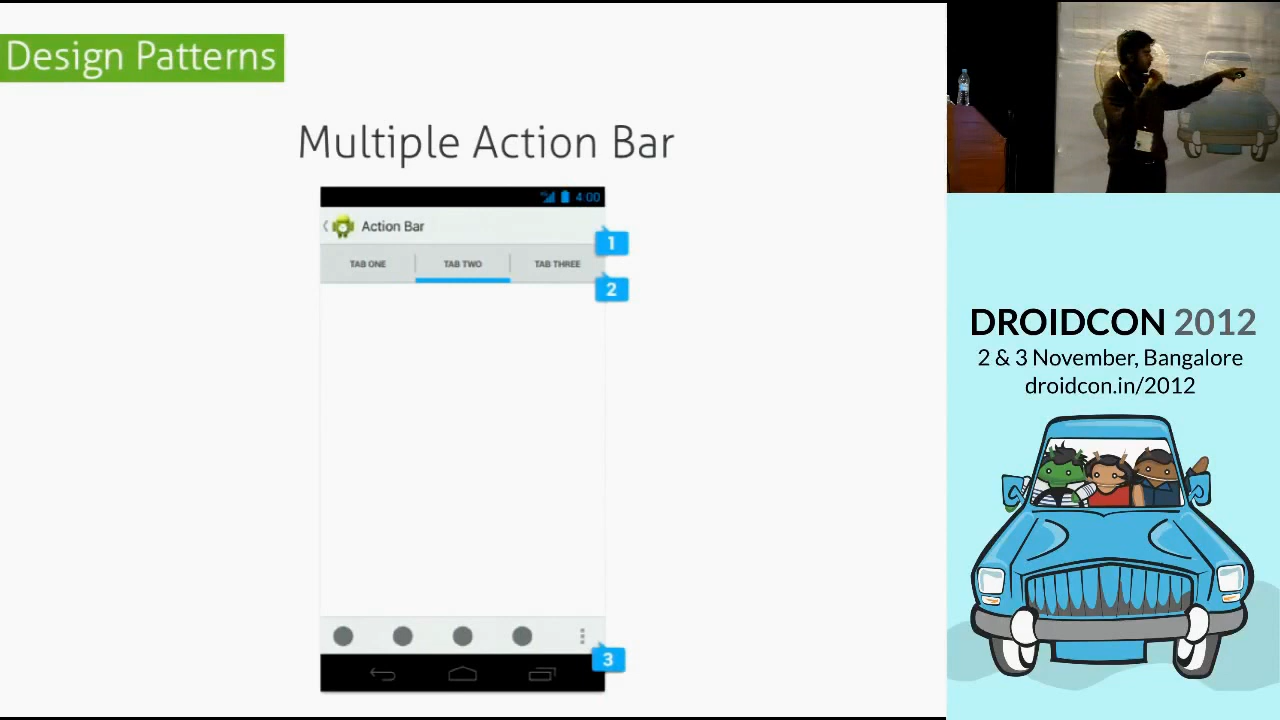 Design Patterns
Multiple Action Bar
4:00
Action Bar
1
TAB ONE
TAB TWO
TAB THREE
2
3
DROIDCON 2012
2 & 3 November, Bangalore
droidcon.in/2012